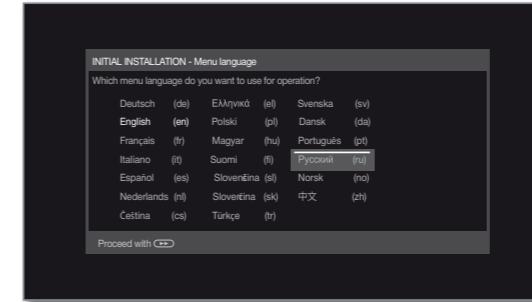 INITIAL INSTALLATION - Menu language
Which menu language do you want to use for operation?
Deutsch (de) Ελληνικά (el) Svenska (sv)
English (en) Polski (pl) Dansk (da)
Français (fr) Magyar (hu) Português (pt)
Italiano (it) Suomi (fi) Русский (ru)
Español (es) Slovenčina (sl) Norsk (no)
Nederlands (nl) Slovenčina (sk) 中文 (zh)
Čeština (cs) Türkçe (tr)
Proceed with